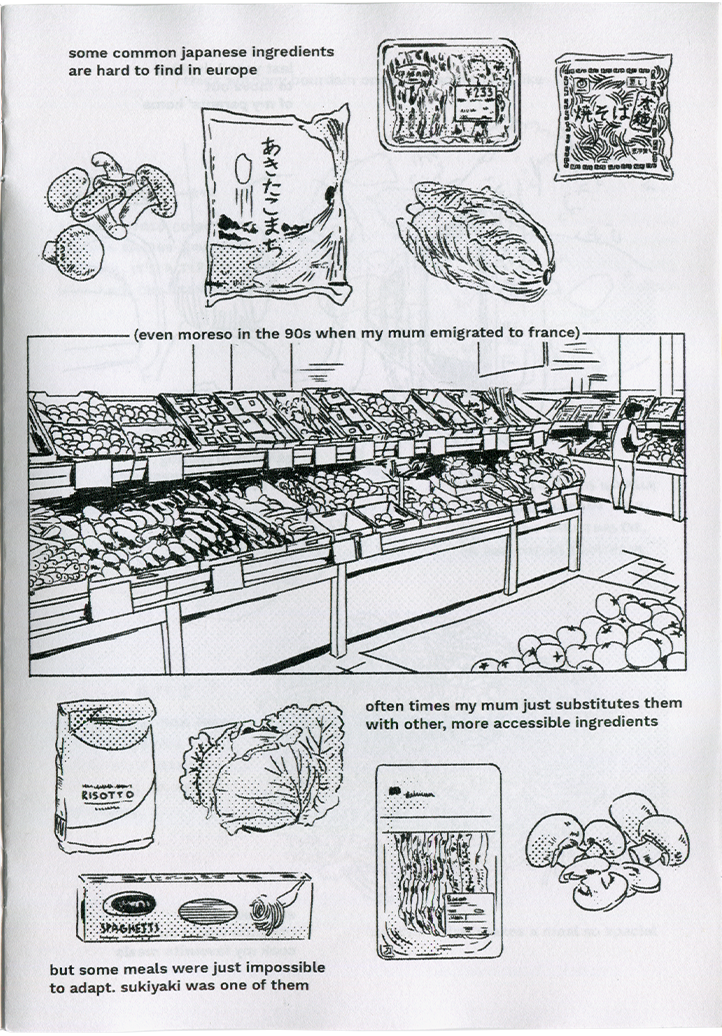 some common japanese ingredients
are hard to find in europe
¥233
焼そば
あきたこまち
(even moreso in the 90s when my mum emigrated to france)
often times my mum just substitutes them
with other, more accessible ingredients
RISOTTO
SPAGHETTI
but some meals were just impossible
to adapt. sukiyaki was one of them